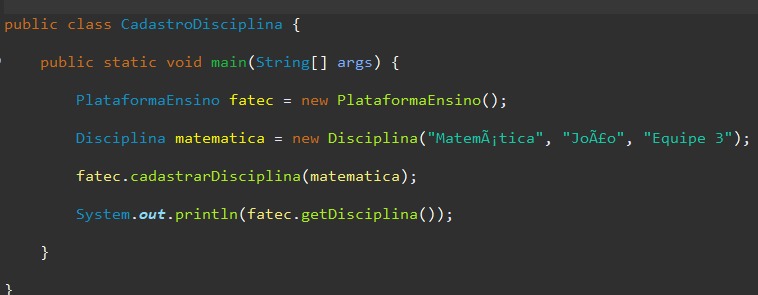 public class CadastroDisciplina {
public static void main(String[] args) {
PlataformaEnsino fatec = new PlataformaEnsino();
Disciplina matematica = new Disciplina("MatemÃ¡tica", "JoÃ£o", "Equipe 3");
fatec.cadastrarDisciplina(matematica);
System.out.println(fatec.getDisciplina());
}
}